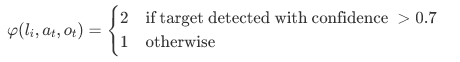 φ(l_i, a_t, o_t) = { 2 if target detected with confidence > 0.7
1 otherwise